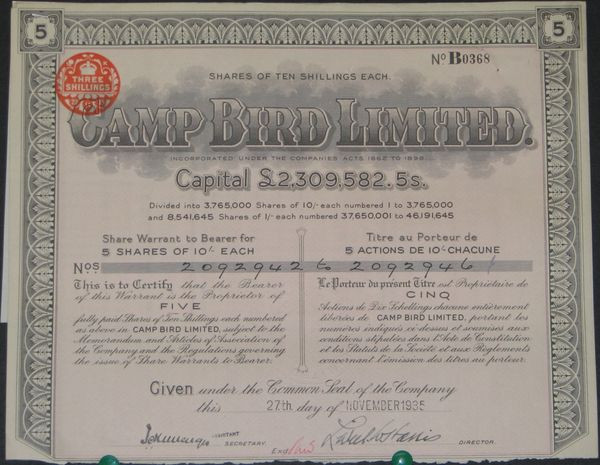 5
5
No B0368
SHARES OF TEN SHILLINGS EACH.
THREE
SHILLINGS
CAMP BIRD LIMITED.
INCORPORATED UNDER THE COMPANIES ACTS 1862 TO 1898.
Capital £2,309,582.5s.
Divided into 3,765,000 Shares of 10/- each numbered 1 to 3,765,000
and 8,541,645 Shares of 1/- each numbered 37,650,001 to 46,191,645
Share Warrant to Bearer for
5 SHARES OF 10/- EACH
Titre au Porteur de
5 ACTIONS DE 10/- CHACUNE
Nos 2092942 to 2092946
This is to Certify that the Bearer
of this Warrant is the Proprietor of
FIVE
fully paid Shares of Ten Shillings each numbered
as above in CAMP BIRD LIMITED, subject to the
Memorandum and Articles of Association of
the Company and the Regulations governing
the issue of Share Warrants to Bearer.
Le Porteur du présent Titre est Propriétaire de
CINQ
Actions de Dix Schellings chacune entièrement
libérées de CAMP BIRD LIMITED, portant les
numéros indiqués ci-dessus et soumises aux
conditions stipulées dans l'Acte de Constitution
et les Statuts de la Société et aux Règlements
concernant l'émission des titres au porteur.
Given under the Common Seal of the Company
this 27th day of NOVEMBER 1935
SECRETARY.
Exd
DIRECTOR.